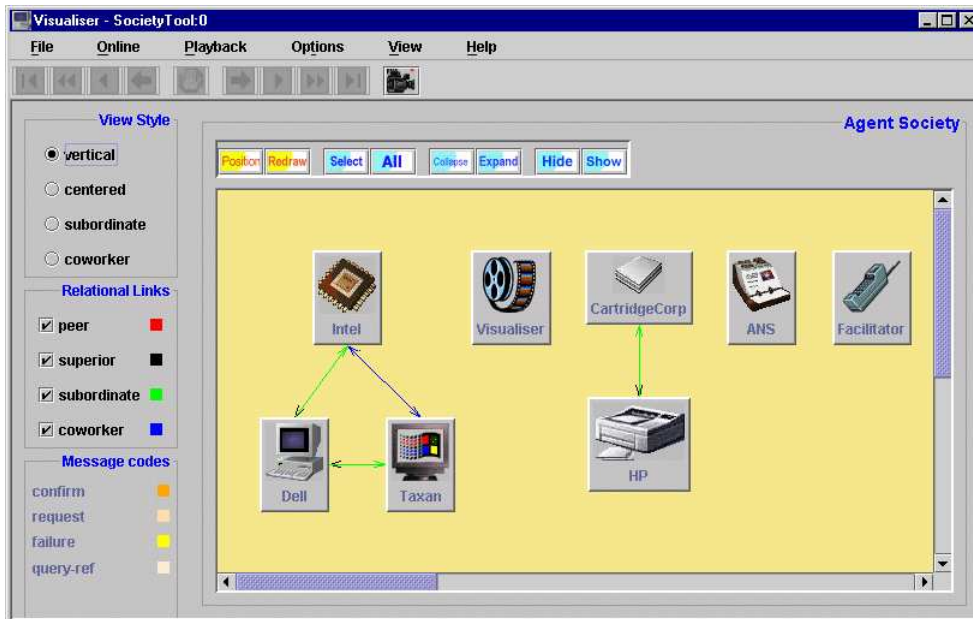 Visualiser - SocietyTool:0
File Online Playback Options View Help
View Style
vertical
centered
subordinate
coworker
Relational Links
peer
superior
subordinate
coworker
Message codes
confirm
request
failure
query-ref
Agent Society
Position Redraw Select All Collapse Expand Hide Show
Intel
Visualiser
CartridgeCorp
ANS
Facilitator
Dell
Taxan
HP